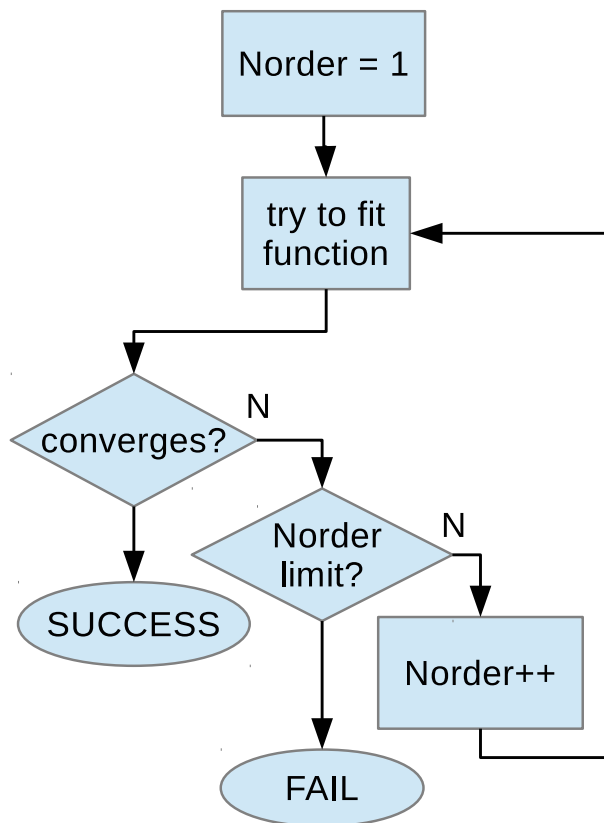 Norder = 1
try to fit
function
converges?
N
Norder
limit?
N
SUCCESS
Norder++
FAIL